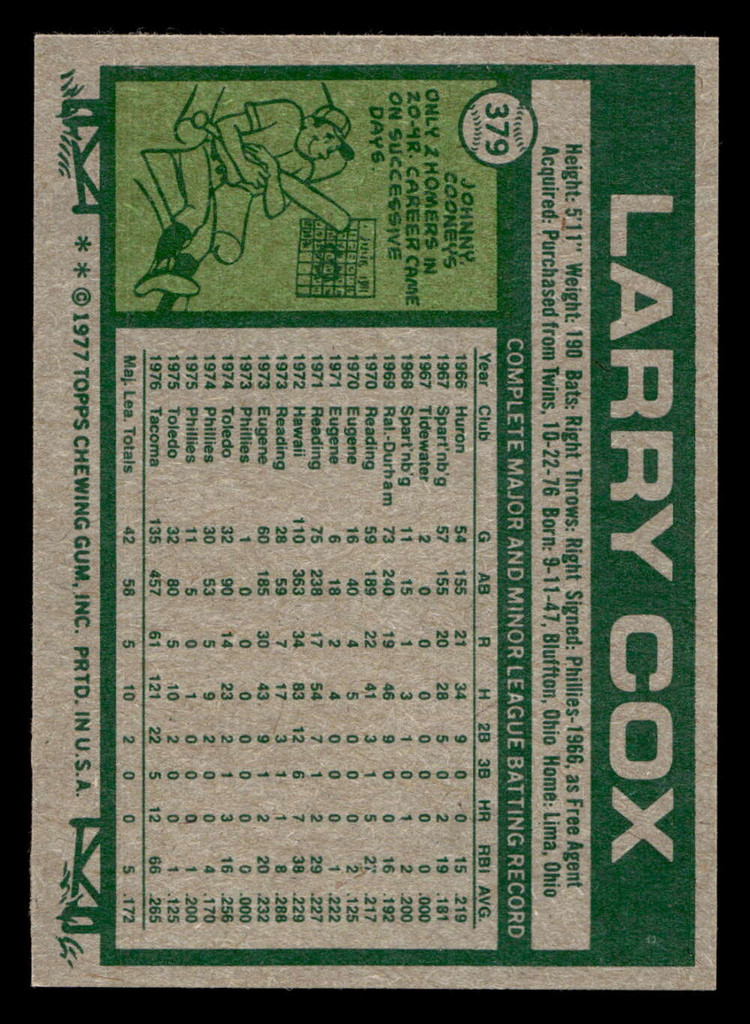 LARRY COX
Height: 5'11" Weight: 190 Bats: Right Throws: Right Signed: Phillies-1966, as Free Agent
Acquired: Purchased from Twins, 10-22-76 Born: 9-11-47, Bluffton, Ohio Home: Lima, Ohio
379
JOHNNY
COONEY'S
ONLY 2 HOMERS IN
20-YR. CAREER CAME
ON SUCCESSIVE
DAYS.
COMPLETE MAJOR AND MINOR LEAGUE BATTING RECORD
Year Club G AB R H 2B 3B HR RBI AVG.
1966 Huron 54 155 21 34 9 0 0 15 .219
1967 Spart'nb'g 57 155 20 28 5 0 2 19 .181
1967 Tidewater 2 1 0 0 0 0 0 0 .000
1968 Spart'nb'g 11 15 1 3 1 0 0 2 .200
1969 Ral.-Durham 73 240 19 46 9 0 0 16 .192
1970 Reading 59 189 22 41 3 1 5 .217
1970 Eugene 16 40 4 5 0 0 0 2 .125
1971 Eugene 6 18 2 4 1 0 0 1 .222
1971 Reading 75 238 17 54 7 1 2 29 .227
1972 Hawaii 110 363 34 83 12 6 7 38 .229
1973 Reading 28 59 7 17 3 1 1 8 .288
1973 Eugene 60 185 30 43 9 1 2 20 .232
1973 Phillies 1 0 0 0 0 0 0 0 .000
1974 Toledo 32 90 14 23 2 1 3 16 .256
1974 Phillies 30 53 5 9 2 0 0 4 .170
1975 Phillies 11 5 0 1 0 0 0 1 .200
1975 Toledo 32 80 5 10 2 0 0 1 .125
1976 Tacoma 135 457 61 121 22 5 12 66 .265
Maj. Lea. Totals 42 58 5 10 2 0 0 5 .172
* * © 1977 TOPPS CHEWING GUM, INC. PRTD. IN U.S.A.